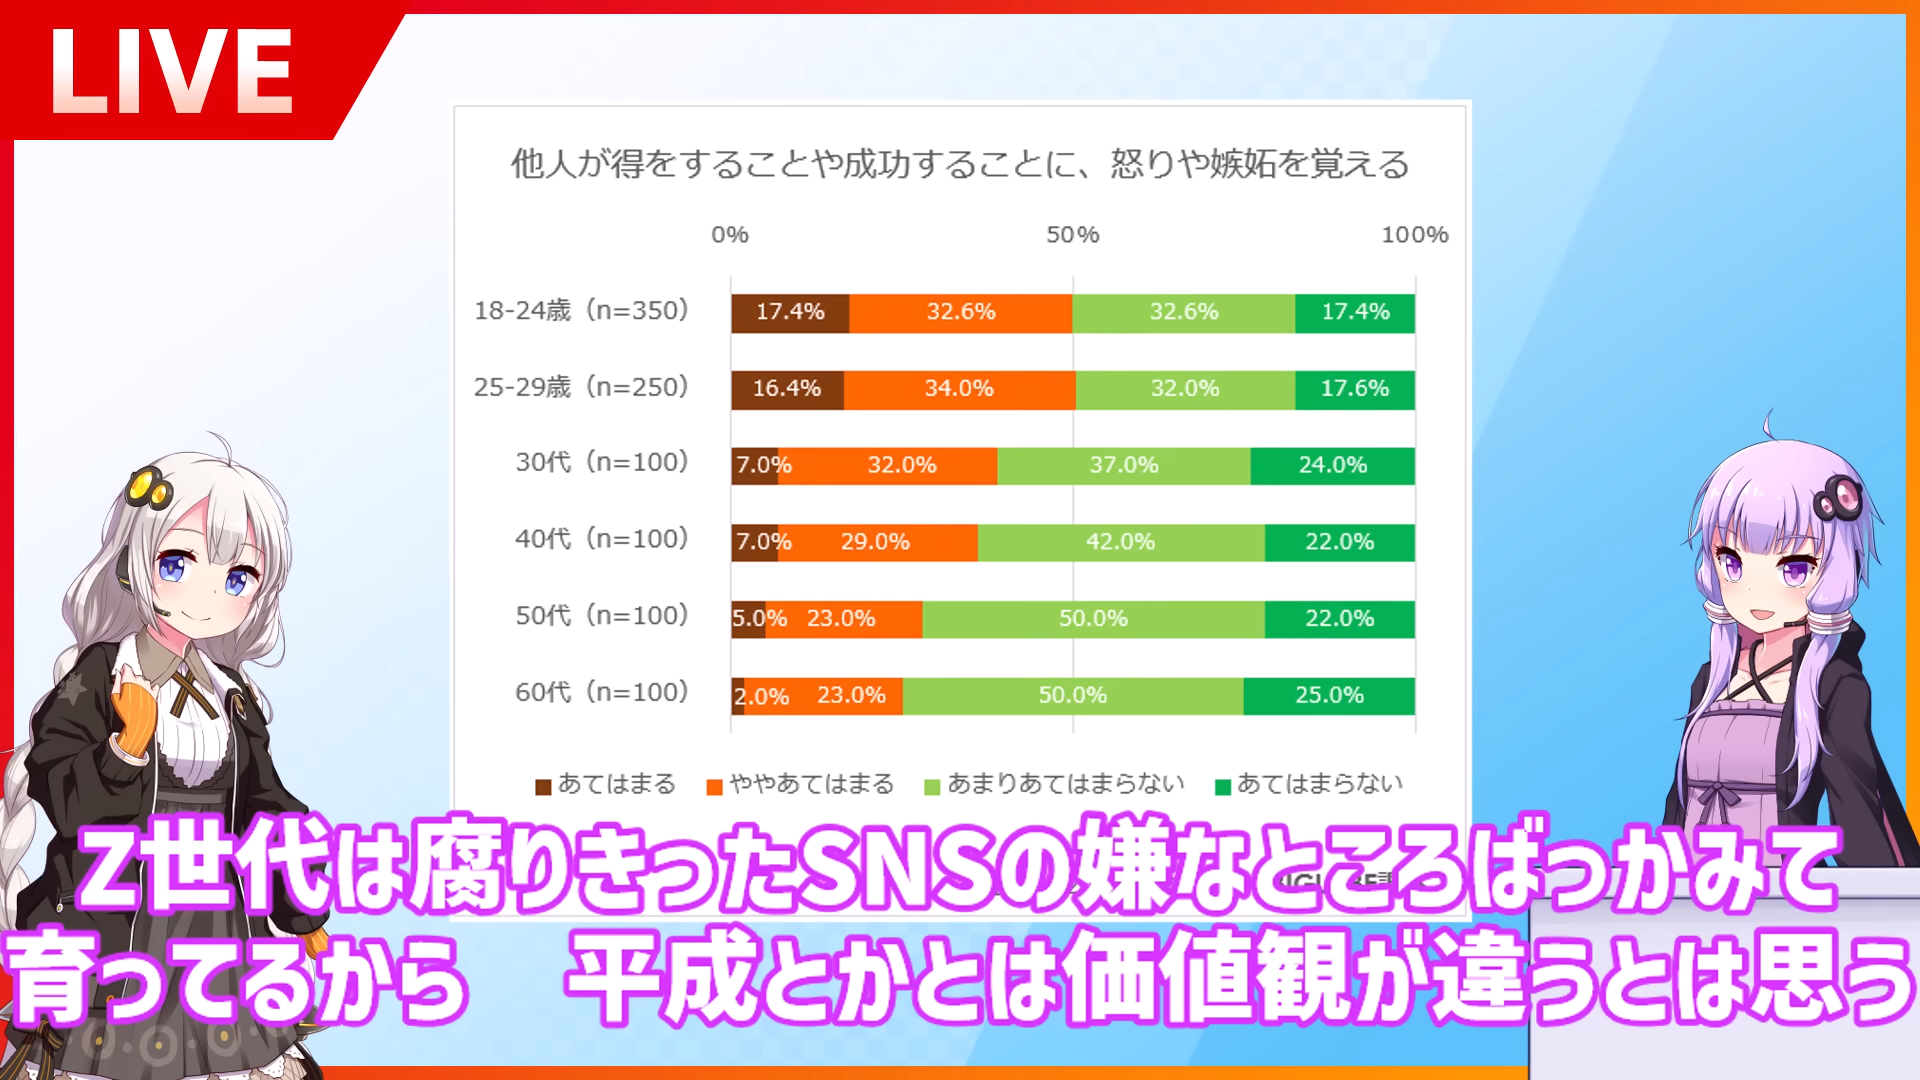 LIVE
他人が得をすることや成功することに、怒りや嫉妬を覚える
0% 50% 100%
18-24歳（n=350） 17.4% 32.6% 32.6% 17.4%
25-29歳（n=250） 16.4% 34.0% 32.0% 17.6%
30代（n=100） 7.0% 32.0% 37.0% 24.0%
40代（n=100） 7.0% 29.0% 42.0% 22.0%
50代（n=100） 5.0% 23.0% 50.0% 22.0%
60代（n=100） 2.0% 23.0% 50.0% 25.0%
あてはまる ややあてはまる あまりあてはまらない あてはまらない
Z世代は腐りきったSNSの嫌なところばっかみて
育ってるから　平成とかとは価値観が違うとは思う